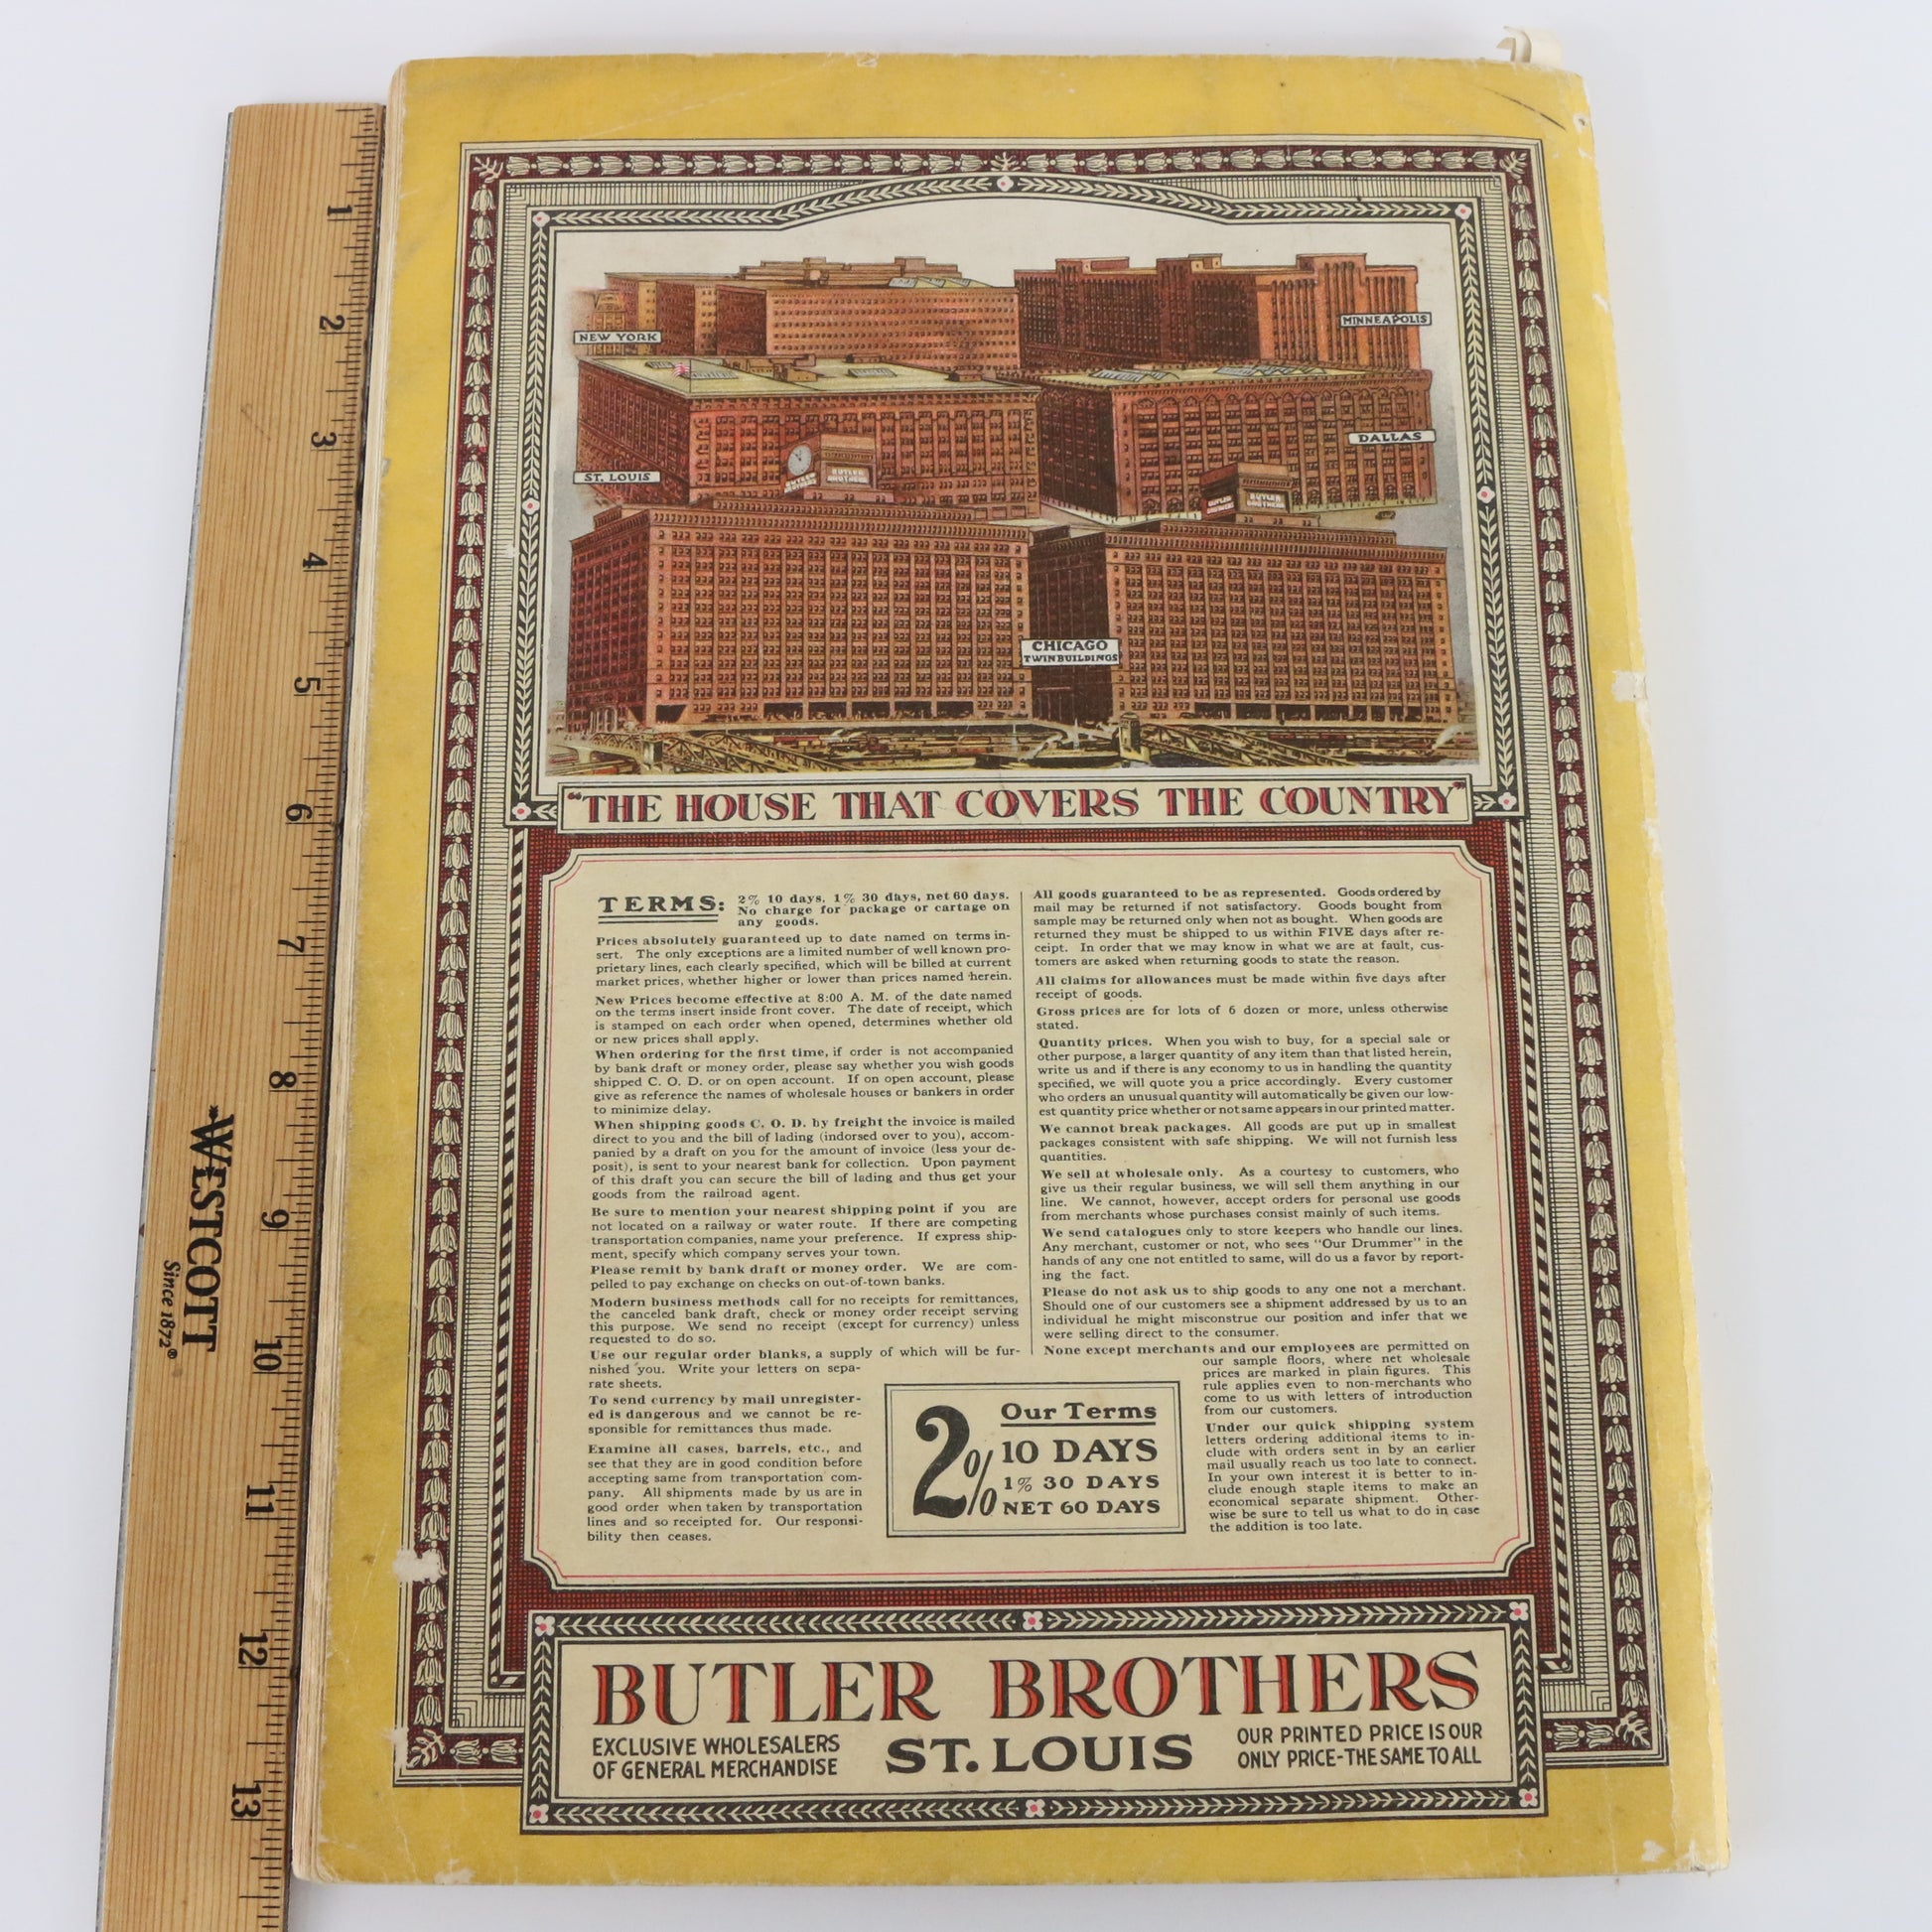 1
2
3
4
5
6
7
8
9
10
11
12
13
WESTCOTT
Since 1872®
NEW YORK
MINNEAPOLIS
ST. LOUIS
BUTLER BROTHERS
BUTLER BROTHERS
DALLAS
BUTLER BROTHERS
BUTLER BROTHERS
CHICAGO
TWIN BUILDINGS
"THE HOUSE THAT COVERS THE COUNTRY"
TERMS: 2% 10 days, 1% 30 days, net 60 days.
No charge for package or cartage on
any goods.
Prices absolutely guaranteed up to date named on terms in-
sert. The only exceptions are a limited number of well known pro-
prietary lines, each clearly specified, which will be billed at current
market prices, whether higher or lower than prices named herein.
New Prices become effective at 8:00 A. M. of the date named
on the terms insert inside front cover. The date of receipt, which
is stamped on each order when opened, determines whether old
or new prices shall apply.
When ordering for the first time, if order is not accompanied
by bank draft or money order, please say whether you wish goods
shipped C. O. D. or on open account. If on open account, please
give as reference the names of wholesale houses or bankers in order
to minimize delay.
When shipping goods C. O. D. by freight the invoice is mailed
direct to you and the bill of lading (indorsed over to you), accom-
panied by a draft on you for the amount of invoice (less your de-
posit), is sent to your nearest bank for collection. Upon payment
of this draft you can secure the bill of lading and thus get your
goods from the railroad agent.
Be sure to mention your nearest shipping point if you are
not located on a railway or water route. If there are competing
transportation companies, name your preference. If express ship-
ment, specify which company serves your town.
Please remit by bank draft or money order. We are com-
pelled to pay exchange on checks on out-of-town banks.
Modern business methods call for no receipts for remittances,
the canceled bank draft, check or money order receipt serving
this purpose. We send no receipt (except for currency) unless
requested to do so.
Use our regular order blanks, a supply of which will be fur-
nished you. Write your letters on sepa-
rate sheets.
To send currency by mail unregister-
ed is dangerous and we cannot be re-
sponsible for remittances thus made.
Examine all cases, barrels, etc., and
see that they are in good condition before
accepting same from transportation com-
pany. All shipments made by us are in
good order when taken by transportation
lines and so receipted for. Our responsi-
bility then ceases.
All goods guaranteed to be as represented. Goods ordered by
mail may be returned if not satisfactory. Goods bought from
sample may be returned only when not as bought. When goods are
returned they must be shipped to us within FIVE days after re-
ceipt. In order that we may know in what we are at fault, cus-
tomers are asked when returning goods to state the reason.
All claims for allowances must be made within five days after
receipt of goods.
Gross prices are for lots of 6 dozen or more, unless otherwise
stated.
Quantity prices. When you wish to buy, for a special sale or
other purpose, a larger quantity of any item than that listed herein,
write us and if there is any economy to us in handling the quantity
specified, we will quote you a price accordingly. Every customer
who orders an unusual quantity will automatically be given our low-
est quantity price whether or not same appears in our printed matter.
We cannot break packages. All goods are put up in smallest
packages consistent with safe shipping. We will not furnish less
quantities.
We sell at wholesale only. As a courtesy to customers, who
give us their regular business, we will sell them anything in our
line. We cannot, however, accept orders for personal use goods
from merchants whose purchases consist mainly of such items.
We send catalogues only to store keepers who handle our lines.
Any merchant, customer or not, who sees "Our Drummer" in the
hands of any one not entitled to same, will do us a favor by report-
ing the fact.
Please do not ask us to ship goods to any one not a merchant.
Should one of our customers see a shipment addressed by us to an
individual he might misconstrue our position and infer that we
were selling direct to the consumer.
None except merchants and our employees are permitted on
our sample floors, where net wholesale
prices are marked in plain figures. This
rule applies even to non-merchants who
come to us with letters of introduction
from our customers.
Under our quick shipping system
letters ordering additional items to in-
clude with orders sent in by an earlier
mail usually reach us too late to connect.
In your own interest it is better to in-
clude enough staple items to make an
economical separate shipment. Other-
wise be sure to tell us what to do in case
the addition is too late.
Our Terms
2% 10 DAYS
1% 30 DAYS
NET 60 DAYS
BUTLER BROTHERS
EXCLUSIVE WHOLESALERS
OF GENERAL MERCHANDISE
ST. LOUIS
OUR PRINTED PRICE IS OUR
ONLY PRICE-THE SAME TO ALL